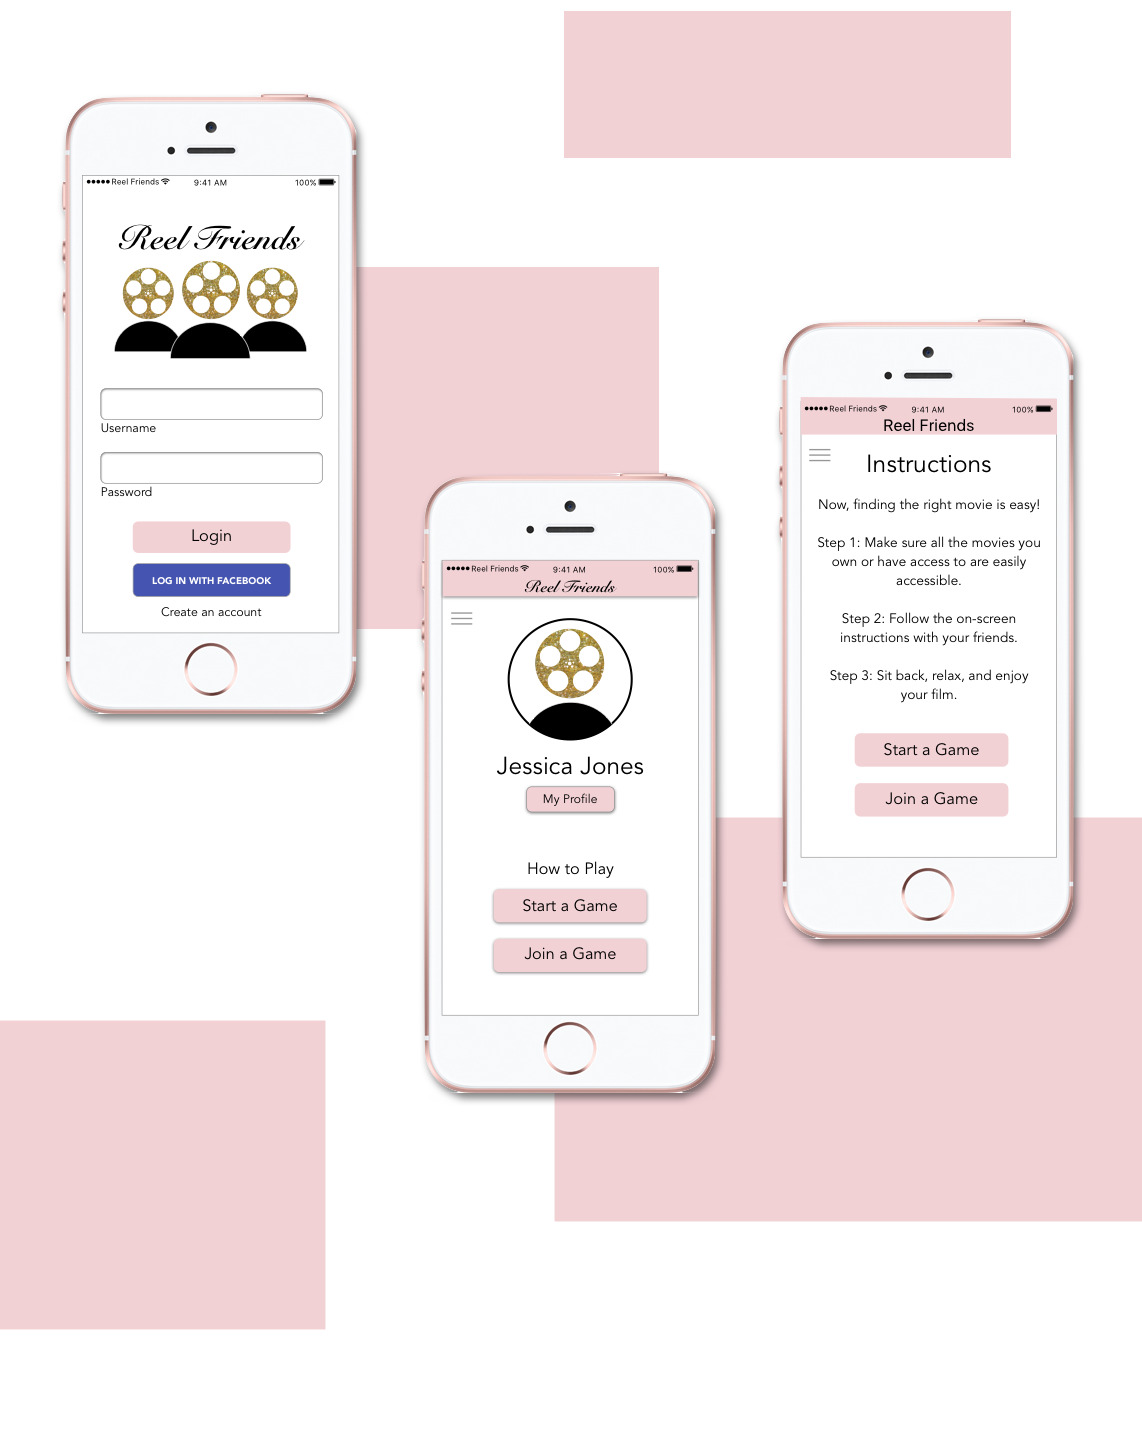 Reel Friends 9:41 AM 100%
Reel Friends
Username
Password
Login
LOG IN WITH FACEBOOK
Create an account
Reel Friends 9:41 AM 100%
Reel Friends
Jessica Jones
My Profile
How to Play
Start a Game
Join a Game
Reel Friends 9:41 AM 100%
Reel Friends
Instructions
Now, finding the right movie is easy!
Step 1: Make sure all the movies you
own or have access to are easily
accessible.
Step 2: Follow the on-screen
instructions with your friends.
Step 3: Sit back, relax, and enjoy
your film.
Start a Game
Join a Game